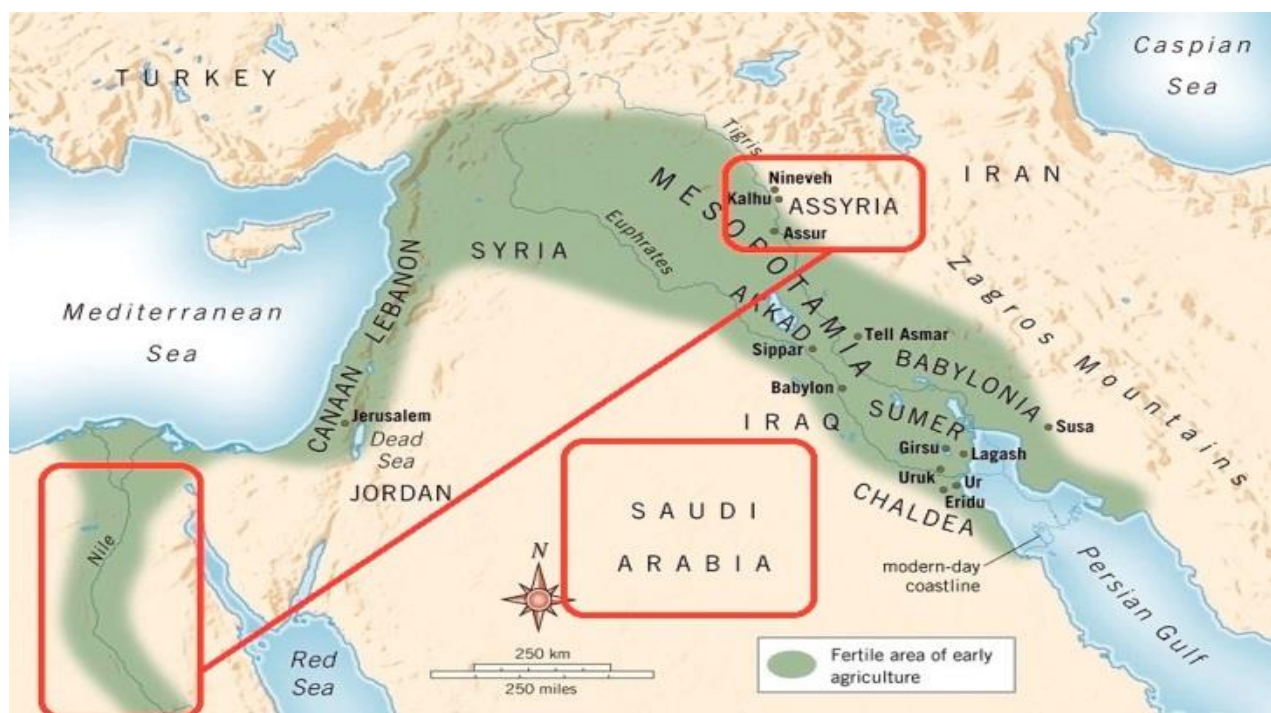 Caspian
Sea
TURKEY
Tigris
Nineveh
Kalhu
ASSYRIA
Assur
IRAN
MESOPOTAMIA
Euphrates
SYRIA
Zagros Mountains
Mediterranean
Sea
LEBANON
CANAAN
AKKAD
Tell Asmar
Sippar
BABYLONIA
Babylon
Jerusalem
Dead
Sea
IRAQ
SUMER
Susa
Girsu
Lagash
Uruk
Ur
Eridu
JORDAN
CHALDEA
SAUDI
ARABIA
Nile
N
modern-day
coastline
Persian Gulf
Red
Sea
250 km
250 miles
Fertile area of early
agriculture